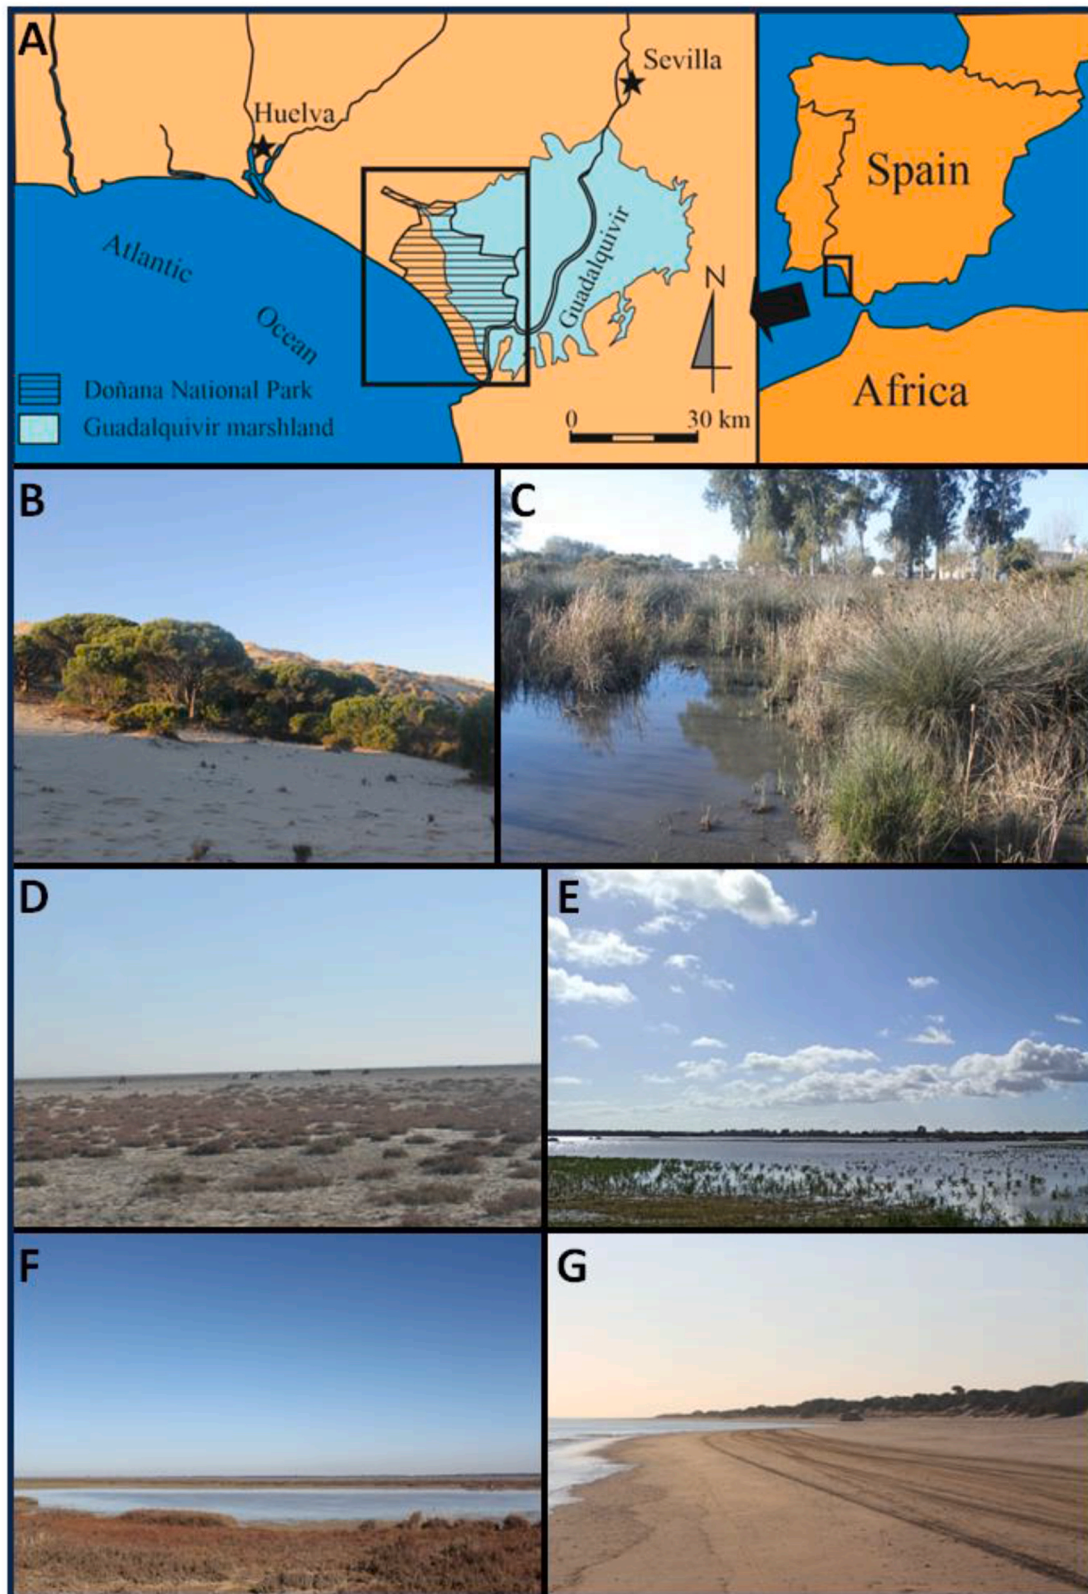 A
Sevilla
Huelva
Spain
Atlantic
Ocean
Guadalquivir
N
Africa
Doñana National Park
Guadalquivir marshland
0 30 km
B
C
D
E
F
G